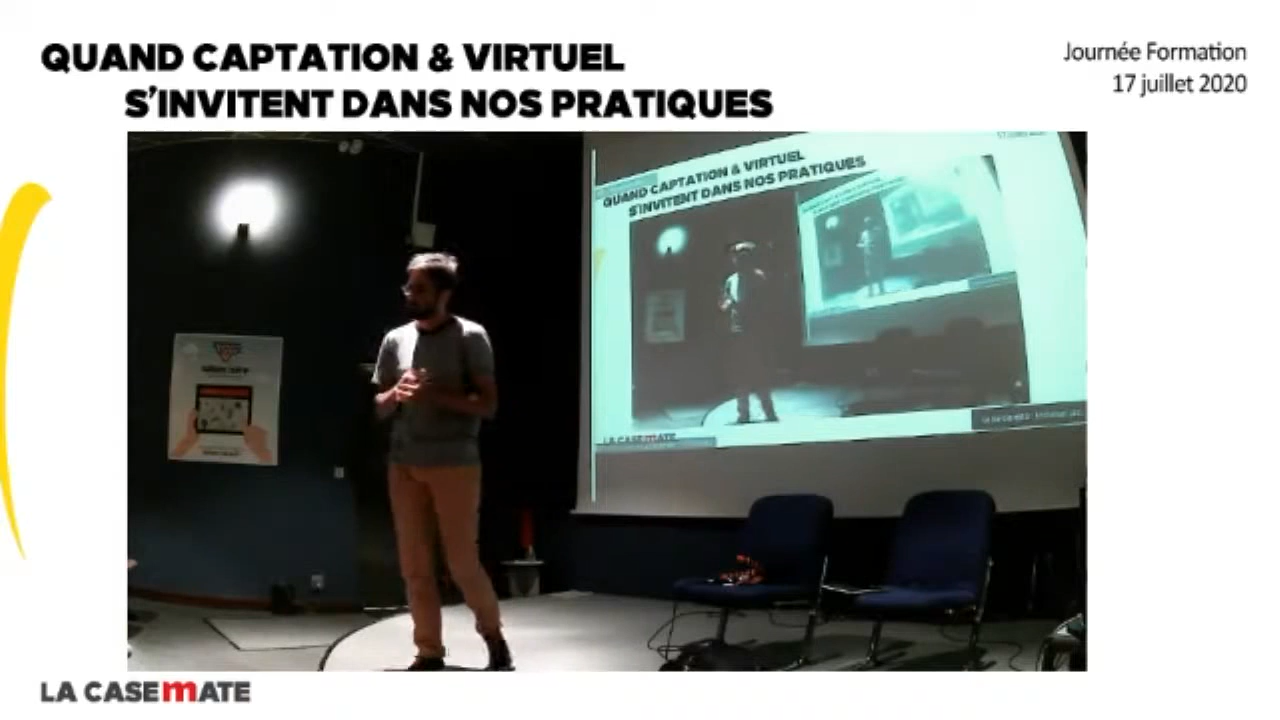 QUAND CAPTATION & VIRTUEL
S'INVITENT DANS NOS PRATIQUES
Journée Formation
17 juillet 2020
QUAND CAPTATION & VIRTUEL
S'INVITENT DANS NOS PRATIQUES
LA CASEMATE
LA CASEMATE